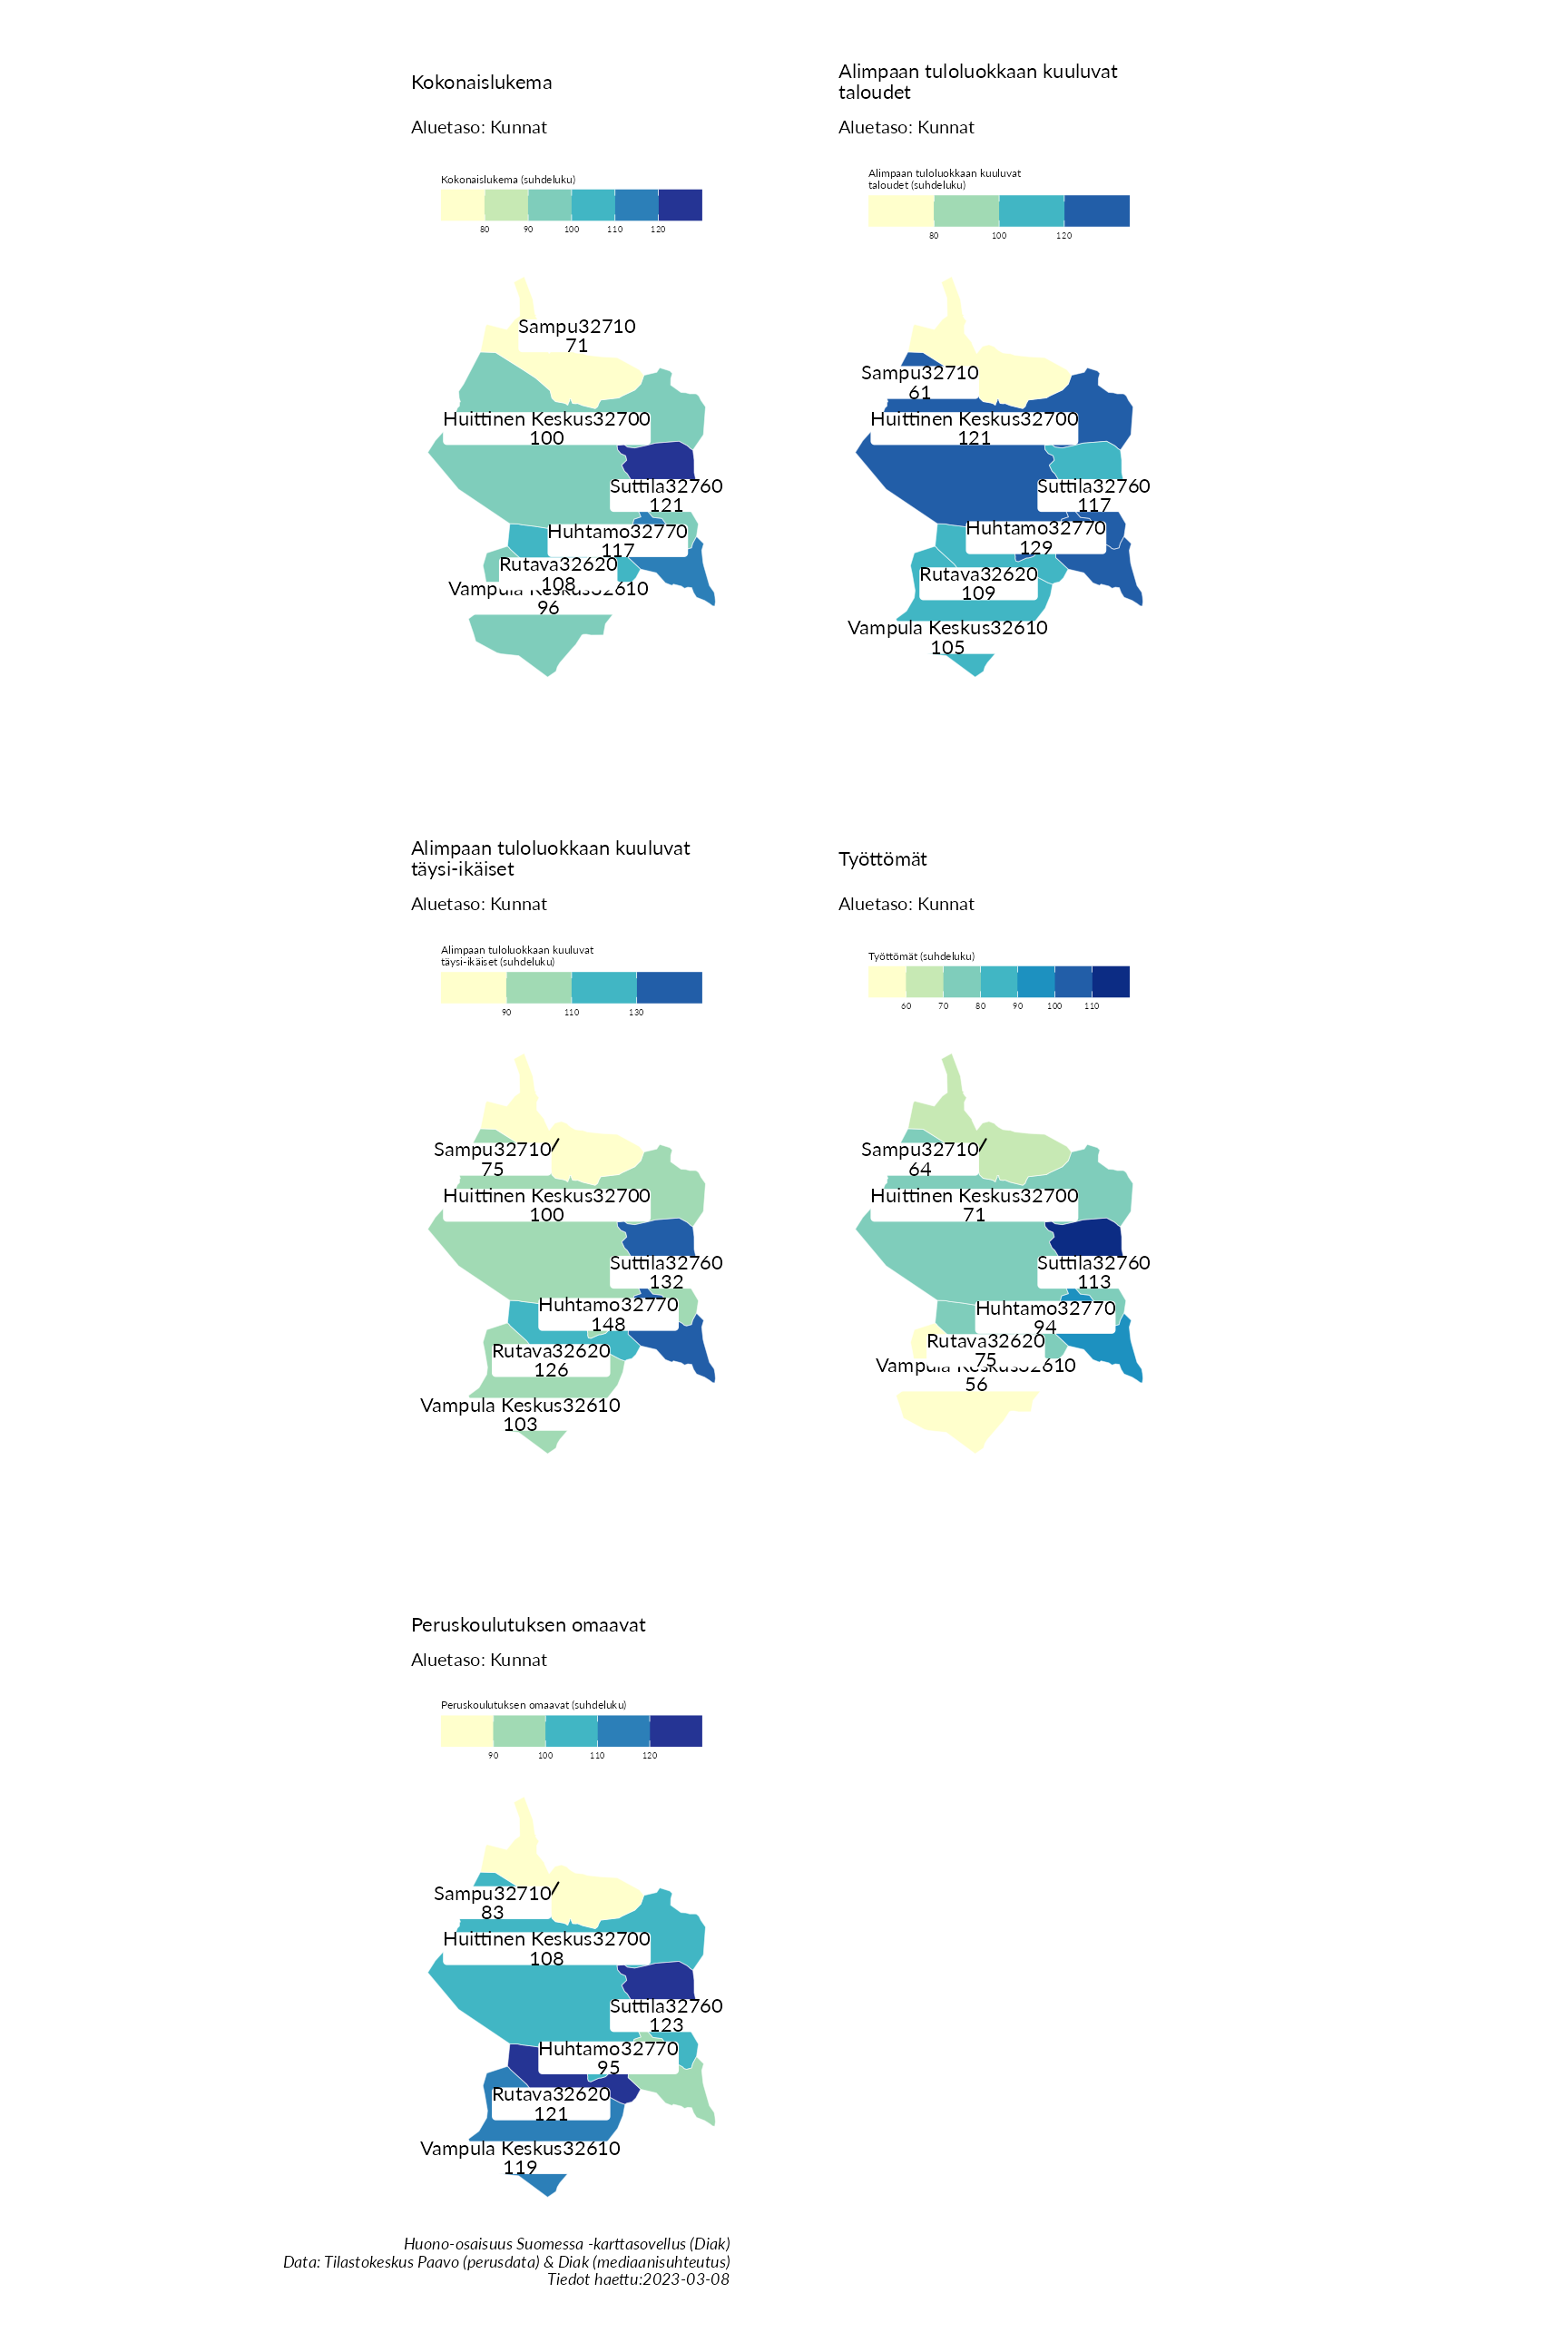 Kokonaislukema
Aluetaso: Kunnat
Kokonaislukema (suhdeluku)
80 90 100 110 120
Sampu32710
71
Huittinen Keskus32700
100
Suttila32760
121
Huhtamo32770
117
Rutava32620
108
Vampula Keskus32610
96
Alimpaan tuloluokkaan kuuluvat
taloudet
Aluetaso: Kunnat
Alimpaan tuloluokkaan kuuluvat
taloudet (suhdeluku)
80 100 120
Sampu32710
61
Huittinen Keskus32700
121
Suttila32760
117
Huhtamo32770
129
Rutava32620
109
Vampula Keskus32610
105
Alimpaan tuloluokkaan kuuluvat
täysi-ikäiset
Aluetaso: Kunnat
Alimpaan tuloluokkaan kuuluvat
täysi-ikäiset (suhdeluku)
90 110 130
Sampu32710
75
Huittinen Keskus32700
100
Suttila32760
132
Huhtamo32770
148
Rutava32620
126
Vampula Keskus32610
103
Työttömät
Aluetaso: Kunnat
Työttömät (suhdeluku)
60 70 80 90 100 110
Sampu32710
64
Huittinen Keskus32700
71
Suttila32760
113
Huhtamo32770
94
Rutava32620
75
Vampula Keskus32610
56
Peruskoulutuksen omaavat
Aluetaso: Kunnat
Peruskoulutuksen omaavat (suhdeluku)
90 100 110 120
Sampu32710
83
Huittinen Keskus32700
108
Suttila32760
123
Huhtamo32770
95
Rutava32620
121
Vampula Keskus32610
119
Huono-osaisuus Suomessa -karttasovellus (Diak)
Data: Tilastokeskus Paavo (perusdata) & Diak (mediaanisuhteutus)
Tiedot haettu:2023-03-08